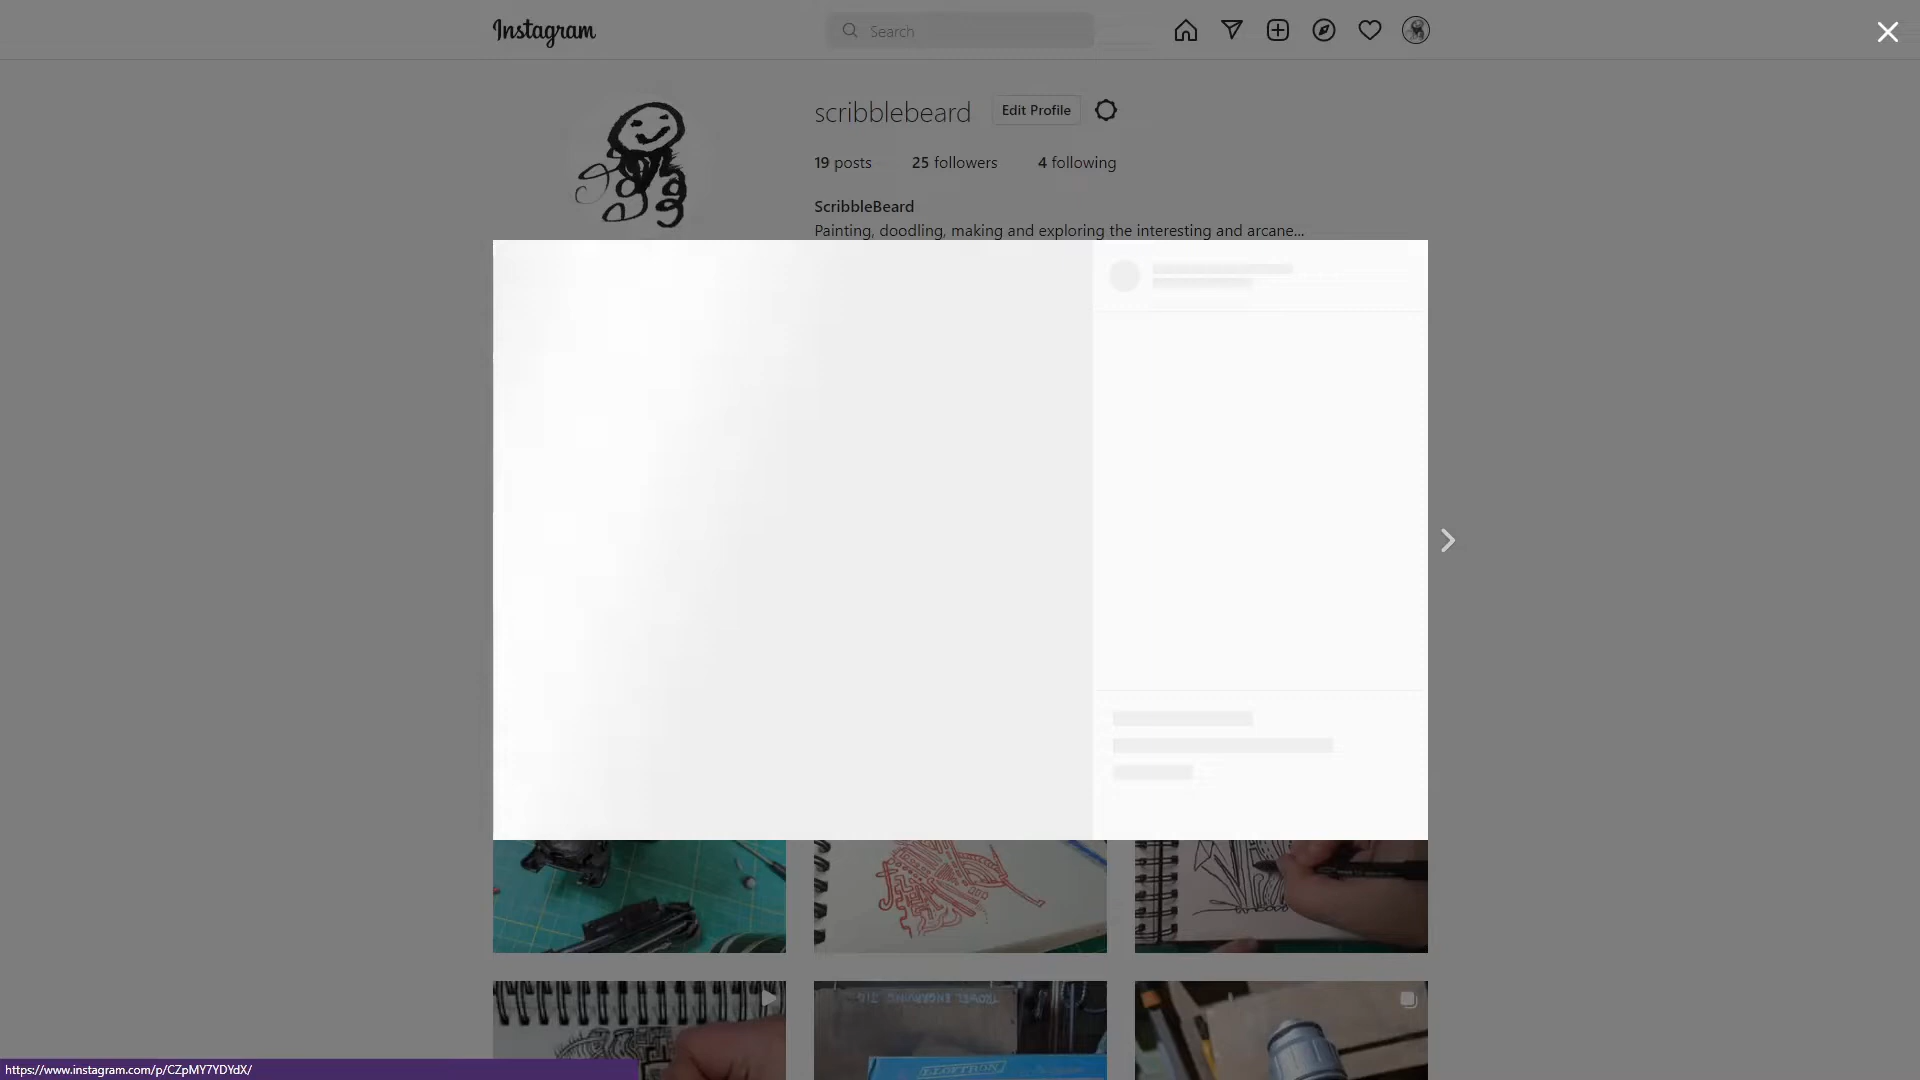 Instagram
Search
scribblebeard
Edit Profile
19 posts
25 followers
4 following
ScribbleBeard
Painting, doodling, making and exploring the interesting and arcane...
https://www.instagram.com/p/CZpMY7YDYdX/